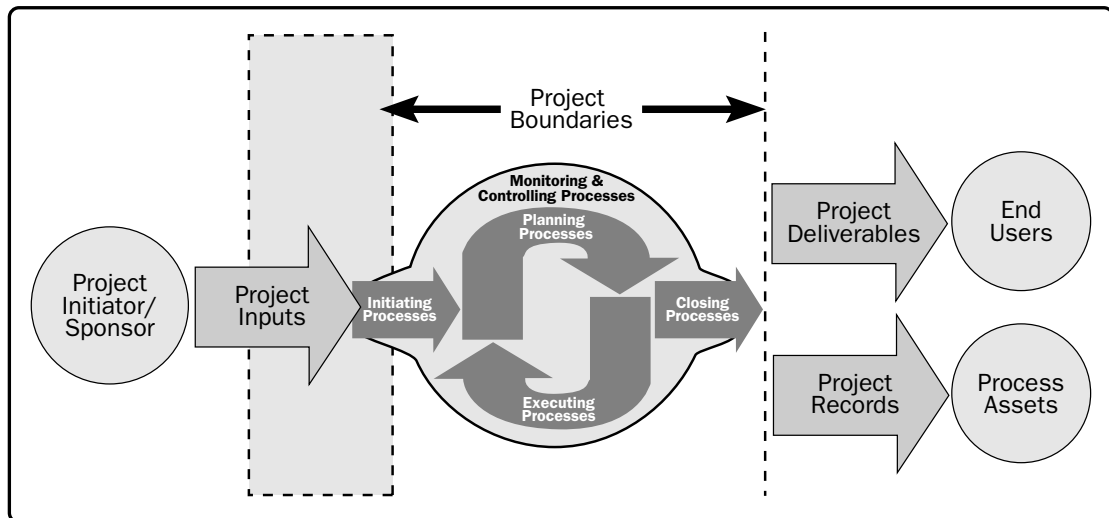 Project
Boundaries
Monitoring &
Controlling Processes
Planning
Processes
Project
Initiator/
Sponsor
Project
Inputs
Initiating
Processes
Closing
Processes
Executing
Processes
Project
Deliverables
End
Users
Project
Records
Process
Assets